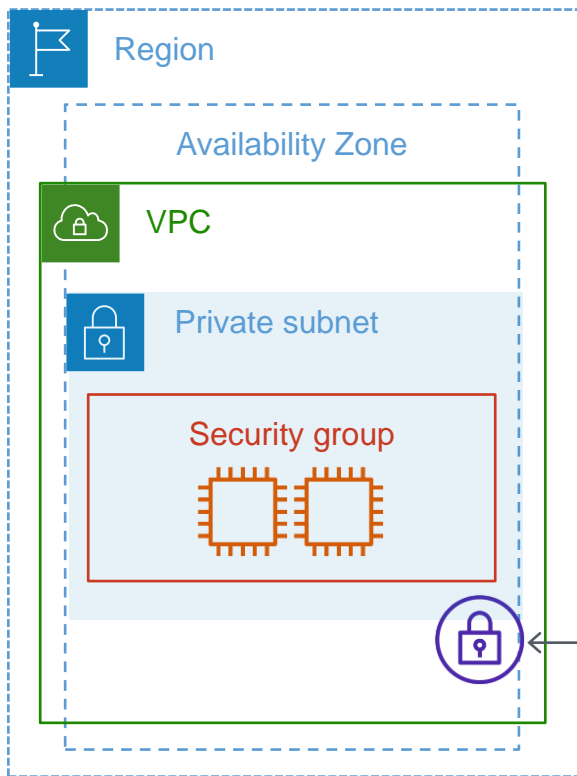 Region
Availability Zone
VPC
Private subnet
Security group